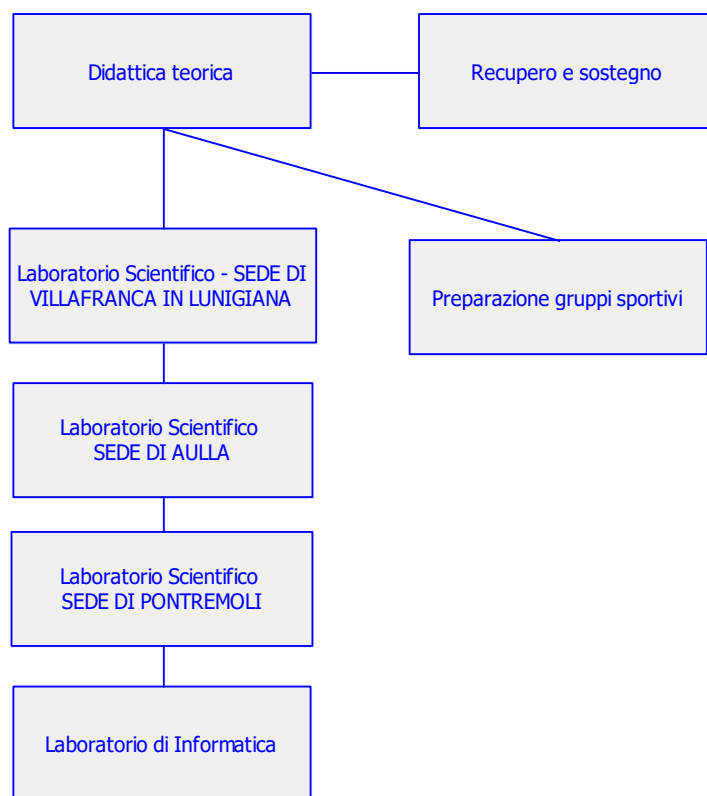 Didattica teorica
Recupero e sostegno
Laboratorio Scientifico - SEDE DI
VILLAFRANCA IN LUNIGIANA
Preparazione gruppi sportivi
Laboratorio Scientifico
SEDE DI AULLA
Laboratorio Scientifico
SEDE DI PONTREMOLI
Laboratorio di Informatica